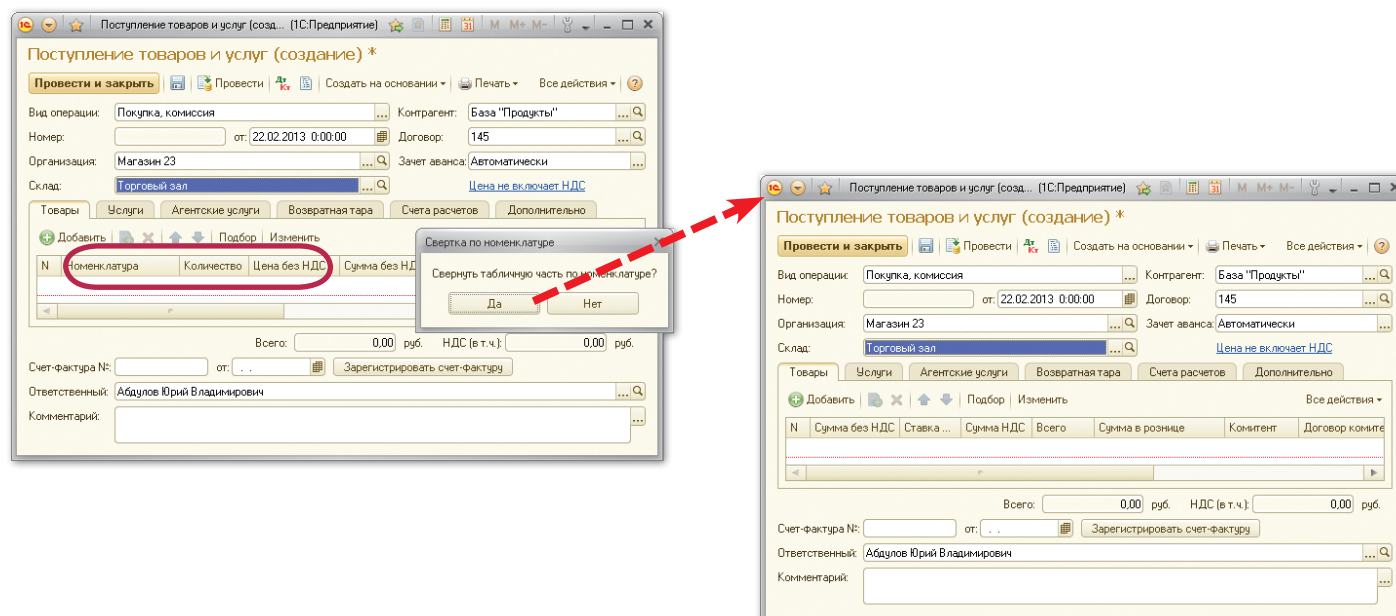 Поступление товаров и услуг (созд... (1С:Предприятие) M M+ M-
Поступление товаров и услуг (создание) *
Провести и закрыть Провести Дт Кт Создать на основании Печать Все действия ?
Вид операции: Покупка, комиссия ... Контрагент: База "Продукты" ...
Номер: от: 22.02.2013 0:00:00 Договор: 145 ...
Организация: Магазин 23 ... Зачет аванса: Автоматически ...
Склад: Торговый зал ... Цена не включает НДС
Товары Услуги Агентские услуги Возвратная тара Счета расчетов Дополнительно
Добавить Подбор Изменить
N Номенклатура Количество Цена без НДС Сумма без НД
Свертка по номенклатуре
Свернуть табличную часть по номенклатуре?
Да Нет
Всего: 0,00 руб. НДС (в т.ч.): 0,00 руб.
Счет-фактура №: от: . . Зарегистрировать счет-фактуру
Ответственный: Абдулов Юрий Владимирович ...
Комментарий: ...
Поступление товаров и услуг (созд... (1С:Предприятие) M M+ M-
Поступление товаров и услуг (создание) *
Провести и закрыть Провести Дт Кт Создать на основании Печать Все действия ?
Вид операции: Покупка, комиссия ... Контрагент: База "Продукты" ...
Номер: от: 22.02.2013 0:00:00 Договор: 145 ...
Организация: Магазин 23 ... Зачет аванса: Автоматически ...
Склад: Торговый зал ... Цена не включает НДС
Товары Услуги Агентские услуги Возвратная тара Счета расчетов Дополнительно
Добавить Подбор Изменить Все действия
N Сумма без НДС Ставка ... Сумма НДС Всего Сумма в рознице Комитент Договор комите
Всего: 0,00 руб. НДС (в т.ч.): 0,00 руб.
Счет-фактура №: от: . . Зарегистрировать счет-фактуру
Ответственный: Абдулов Юрий Владимирович ...
Комментарий: ...